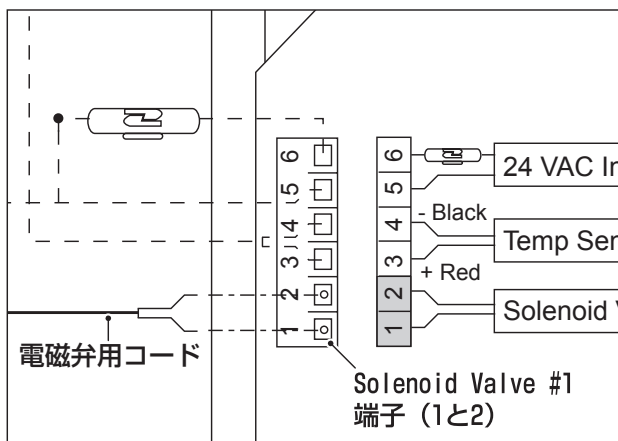 6
5
4
3
2
1
6
5
4
3
2
1
24 VAC In
- Black
Temp Sen
+ Red
Solenoid V
電磁弁用コード
Solenoid Valve #1
端子（1と2）